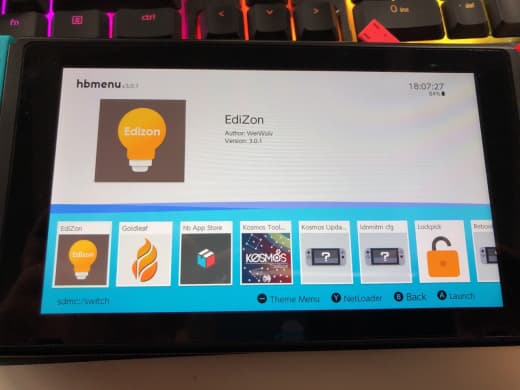 fn
ctrl
0
Ins
Del
hbmenu v3.0.1
18:07:27
84%
Edizon
EdiZon
Author: WerWolv
Version: 3.0.1
EdiZon
Goldleaf
hb App Store
Kosmos Tool...
Kosmos Upda...
ldnmitm cfg
Lockpick
Reboo
Edizon
KOSMOS
?
?
sdmc:/switch
Theme Menu
Y NetLoader
B Back
A Launch